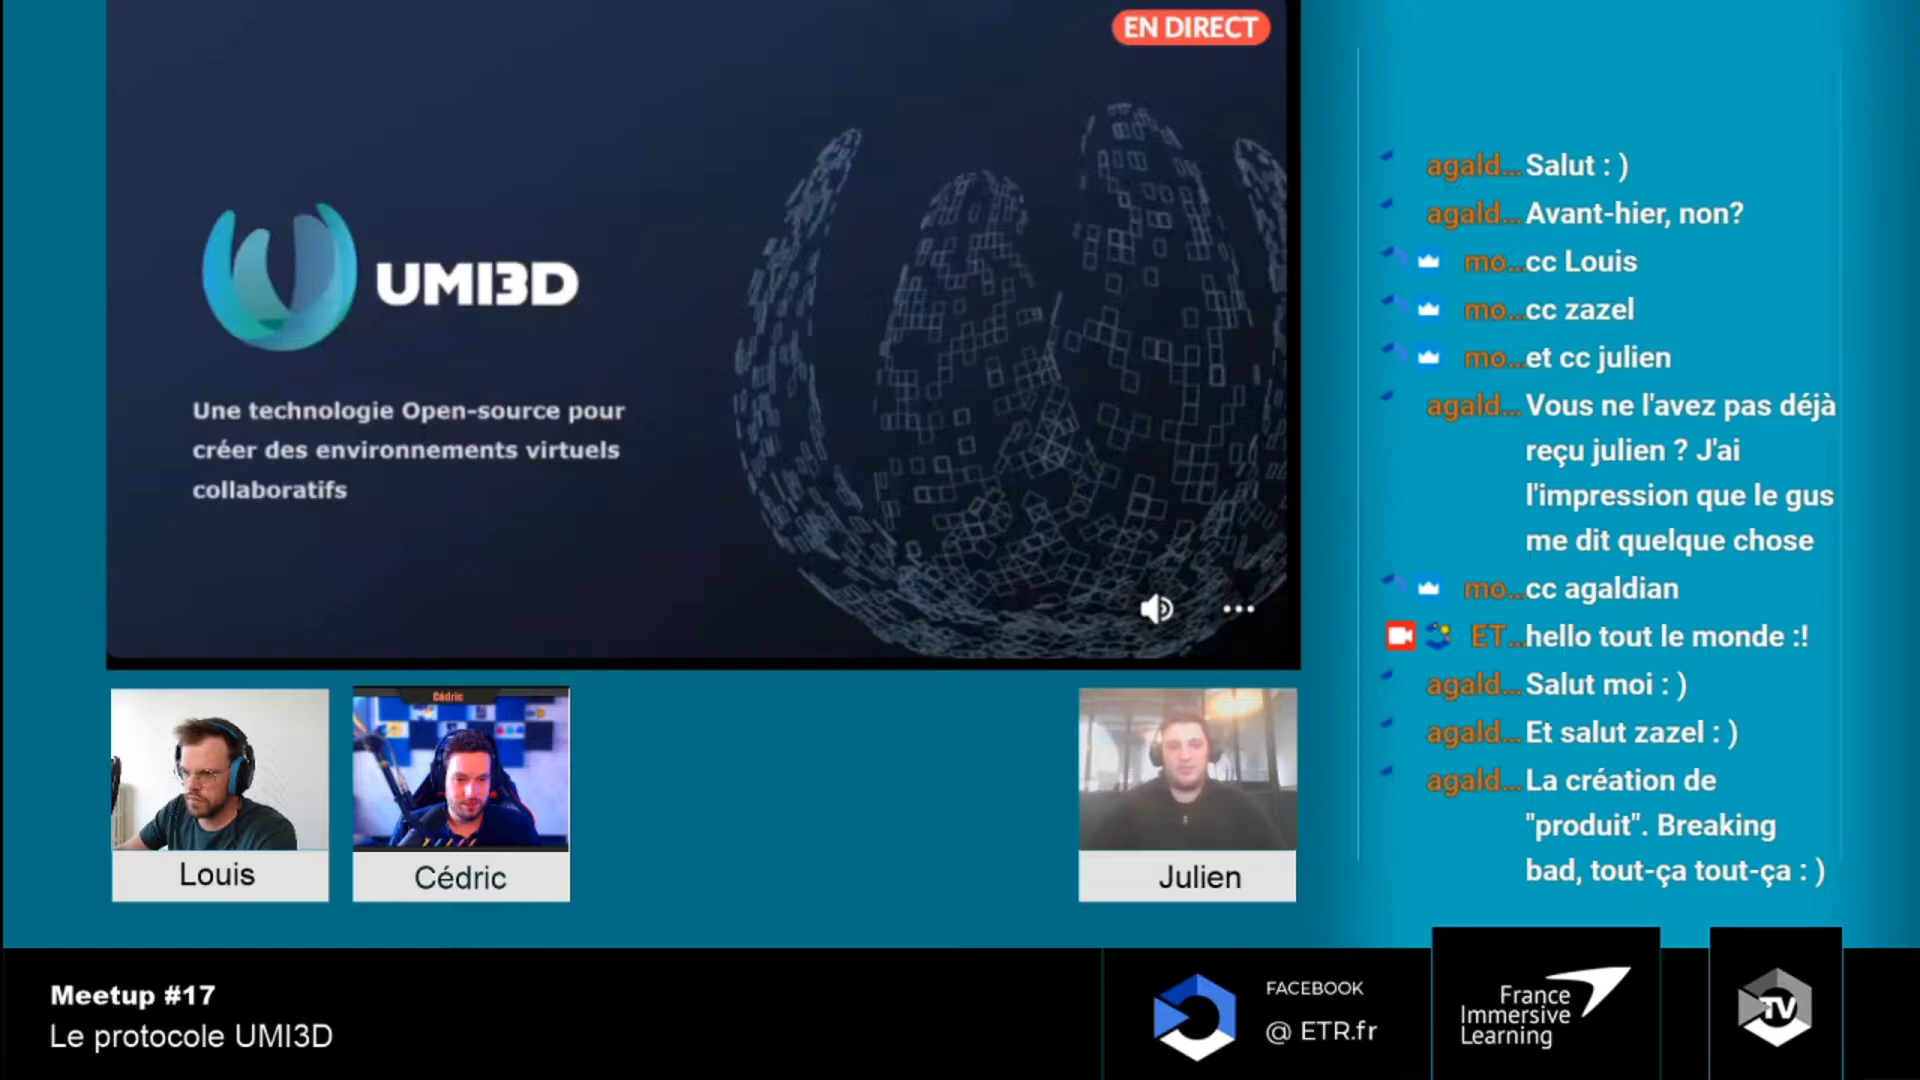 EN DIRECT
UMI3D
Une technologie Open-source pour
créer des environnements virtuels
collaboratifs
agald... Salut : )
agald... Avant-hier, non?
mo... cc Louis
mo... cc zazel
mo... et cc julien
agald... Vous ne l'avez pas déjà
reçu julien ? J'ai
l'impression que le gus
me dit quelque chose
mo... cc agaldian
ET... hello tout le monde :!
agald... Salut moi : )
agald... Et salut zazel : )
agald... La création de
"produit". Breaking
bad, tout-ça tout-ça : )
Cédric
Louis
Cédric
Julien
Meetup #17
Le protocole UMI3D
FACEBOOK
@ ETR.fr
France
Immersive
Learning
TV